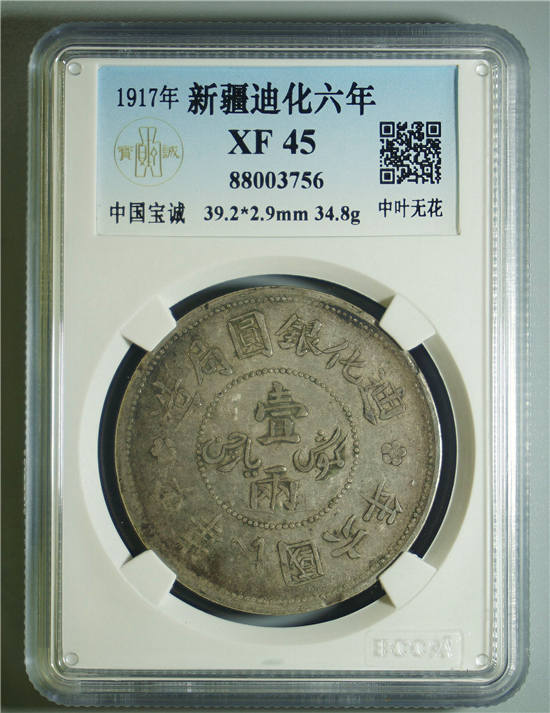 1917年 新疆迪化六年
XF 45
寶 誠
88003756
中国宝诚 39.2*2.9mm 34.8g 中叶无花
迪化銀圓局造
壹兩
中華民國六年